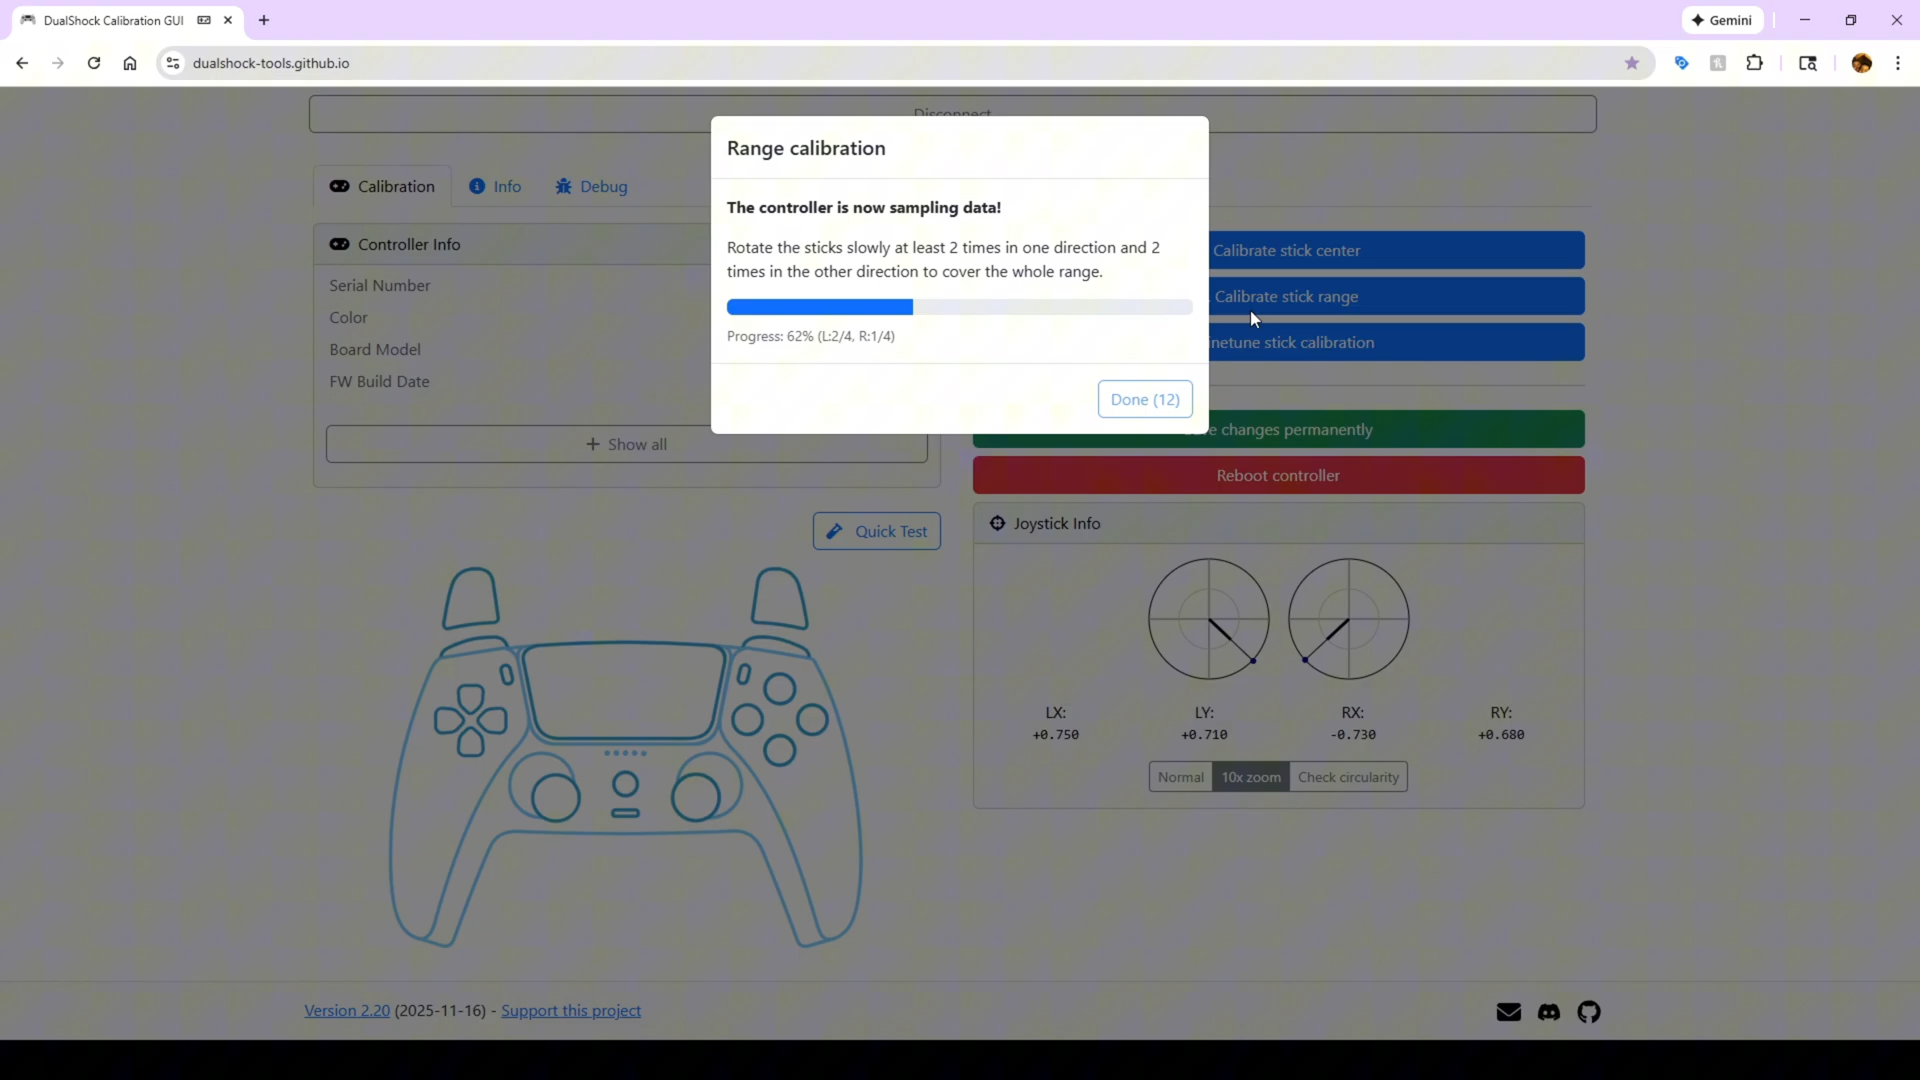 DualShock Calibration GUI
Gemini
dualshock-tools.github.io
Disconnect
Range calibration
The controller is now sampling data!
Rotate the sticks slowly at least 2 times in one direction and 2
times in the other direction to cover the whole range.
Progress: 62% (L:2/4, R:1/4)
Done (12)
Calibration
Info
Debug
Controller Info
Serial Number
Color
Board Model
FW Build Date
Show all
Calibrate stick center
Calibrate stick range
inetune stick calibration
changes permanently
Reboot controller
Quick Test
Joystick Info
LX: LY: RX: RY:
+0.750 +0.710 -0.730 +0.680
Normal 10x zoom Check circularity
Version 2.20 (2025-11-16) - Support this project